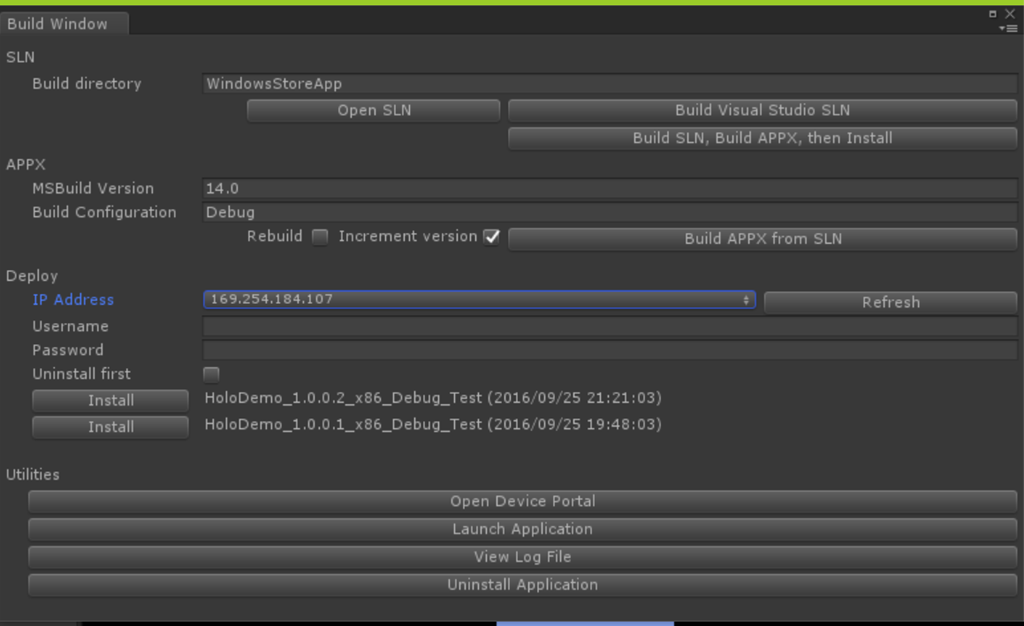 Build Window
SLN
Build directory WindowsStoreApp
Open SLN Build Visual Studio SLN
Build SLN, Build APPX, then Install
APPX
MSBuild Version 14.0
Build Configuration Debug
Rebuild Increment version Build APPX from SLN
Deploy
IP Address 169.254.184.107 Refresh
Username
Password
Uninstall first
Install HoloDemo_1.0.0.2_x86_Debug_Test (2016/09/25 21:21:03)
Install HoloDemo_1.0.0.1_x86_Debug_Test (2016/09/25 19:48:03)
Utilities
Open Device Portal
Launch Application
View Log File
Uninstall Application